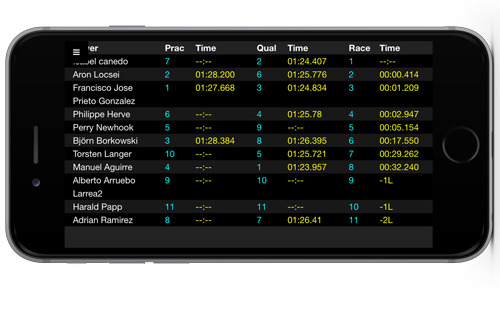 ver Prac Time Qual Time Race Time
canedo 7 --:-- 2 01:24.407 1 --:--
Aron Locsei 2 01:28.200 6 01:25.776 2 00:00.414
Francisco Jose 1 01:27.668 3 01:24.834 3 00:01.209
Prieto Gonzalez
Philippe Herve 6 --:-- 4 01:25.78 4 00:02.947
Perry Newhook 5 --:-- 9 --:-- 5 00:05.154
Björn Borkowski 3 01:28.384 8 01:26.395 6 00:17.550
Torsten Langer 10 --:-- 5 01:25.721 7 00:29.262
Manuel Aguirre 4 --:-- 1 01:23.957 8 00:32.240
Alberto Arruebo 9 --:-- 10 --:-- 9 -1L
Larrea2
Harald Papp 11 --:-- 11 --:-- 10 -1L
Adrian Ramirez 8 --:-- 7 01:26.41 11 -2L